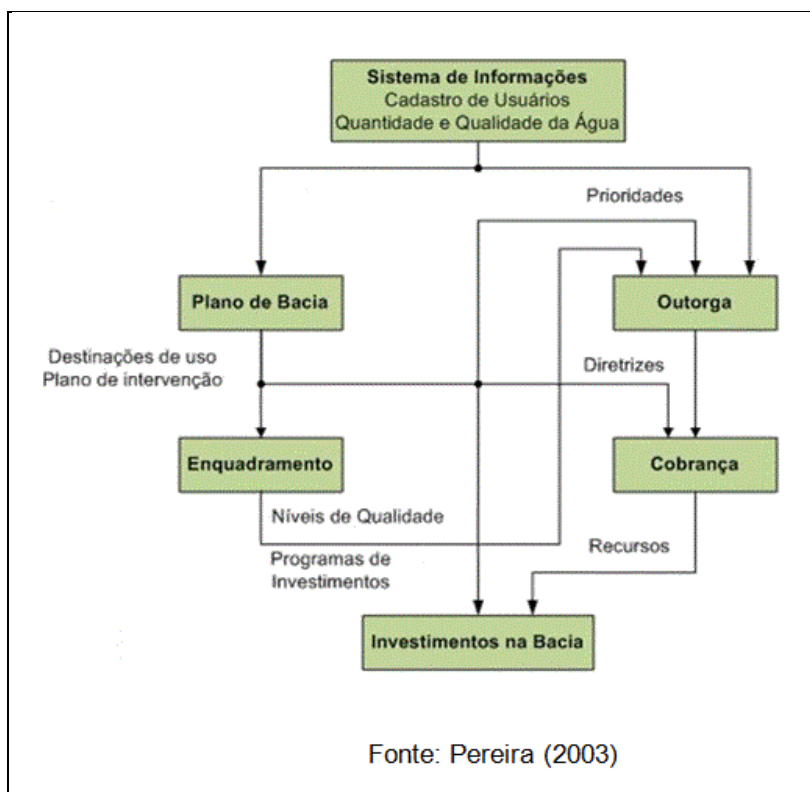 Sistema de Informações
Cadastro de Usuários
Quantidade e Qualidade da Água
Prioridades
Plano de Bacia
Outorga
Destinações de uso
Plano de intervenção
Diretrizes
Enquadramento
Cobrança
Níveis de Qualidade
Programas de
Investimentos
Recursos
Investimentos na Bacia
Fonte: Pereira (2003)